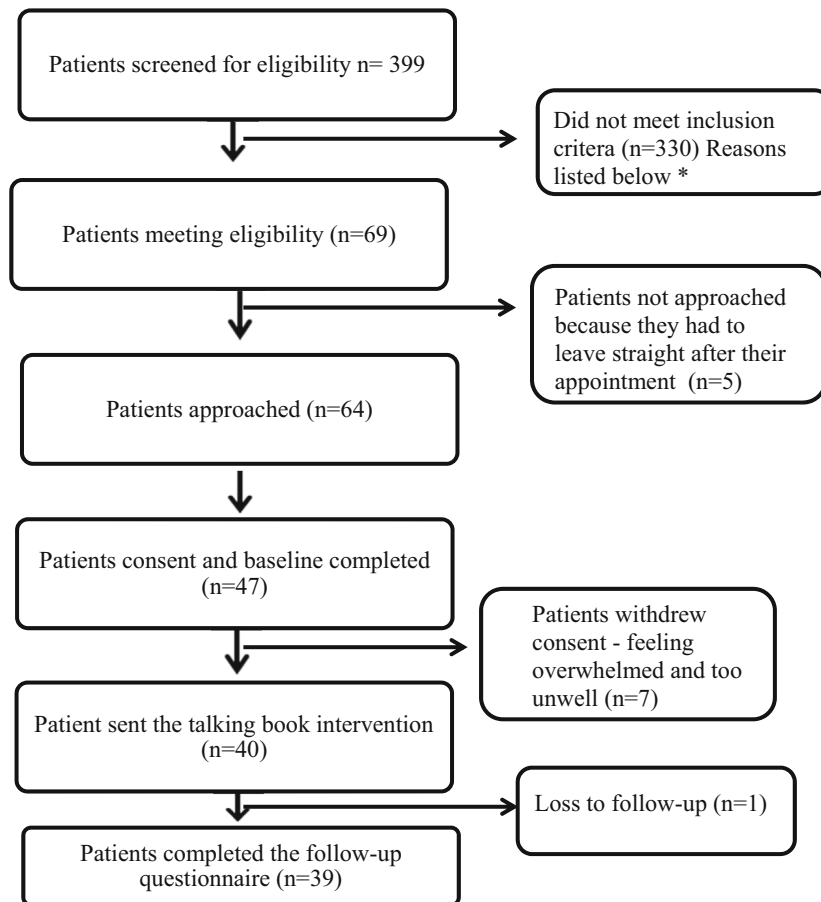 Patients screened for eligibility n= 399
Did not meet inclusion
critera (n=330) Reasons
listed below *
Patients meeting eligibility (n=69)
Patients not approached
because they had to
leave straight after their
appointment (n=5)
Patients approached (n=64)
Patients consent and baseline completed
(n=47)
Patients withdrew
consent - feeling
overwhelmed and too
unwell (n=7)
Patient sent the talking book intervention
(n=40)
Loss to follow-up (n=1)
Patients completed the follow-up
questionnaire (n=39)